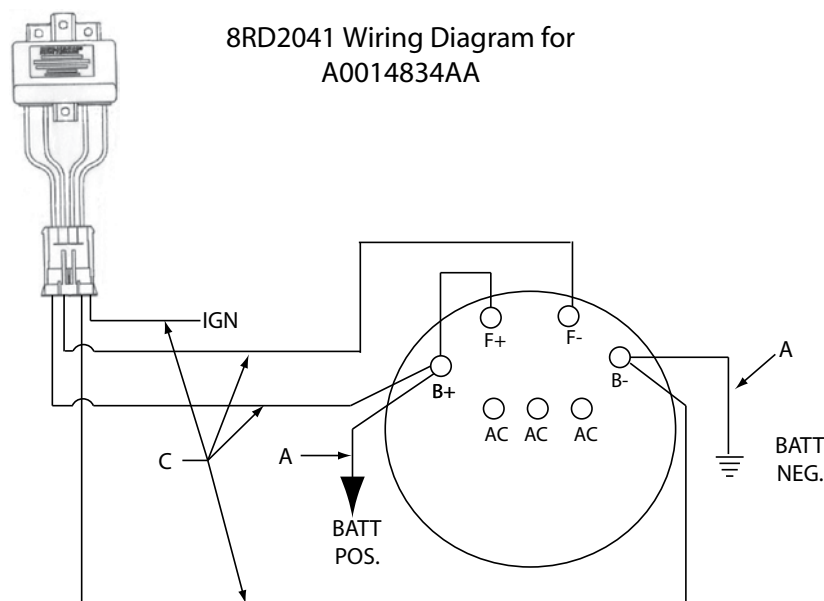 8RD2041 Wiring Diagram for
A0014834AA
IGN
F+
F-
A
B+
B-
AC AC AC
C
A
BATT
NEG.
BATT
POS.